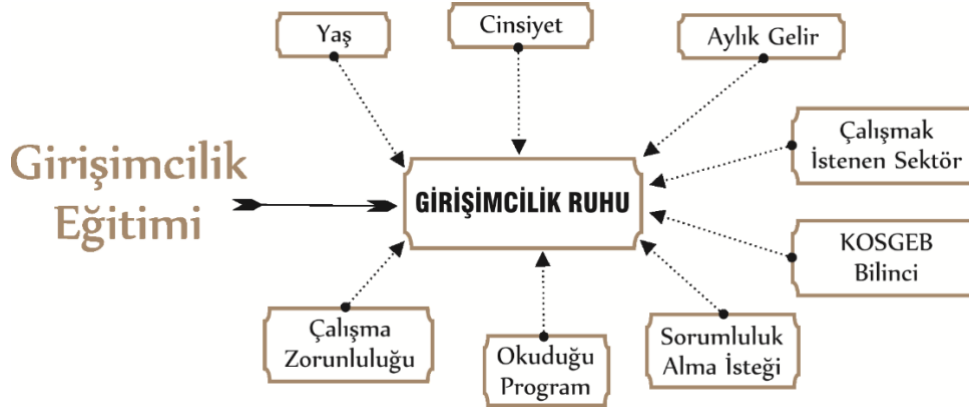 Yaş
Cinsiyet
Aylık Gelir
Çalışmak
İstenen Sektör
Girişimcilik
Eğitimi
GİRİŞİMCİLİK RUHU
KOSGEB
Bilinci
Çalışma
Zorunluluğu
Okuduğu
Program
Sorumluluk
Alma İsteği